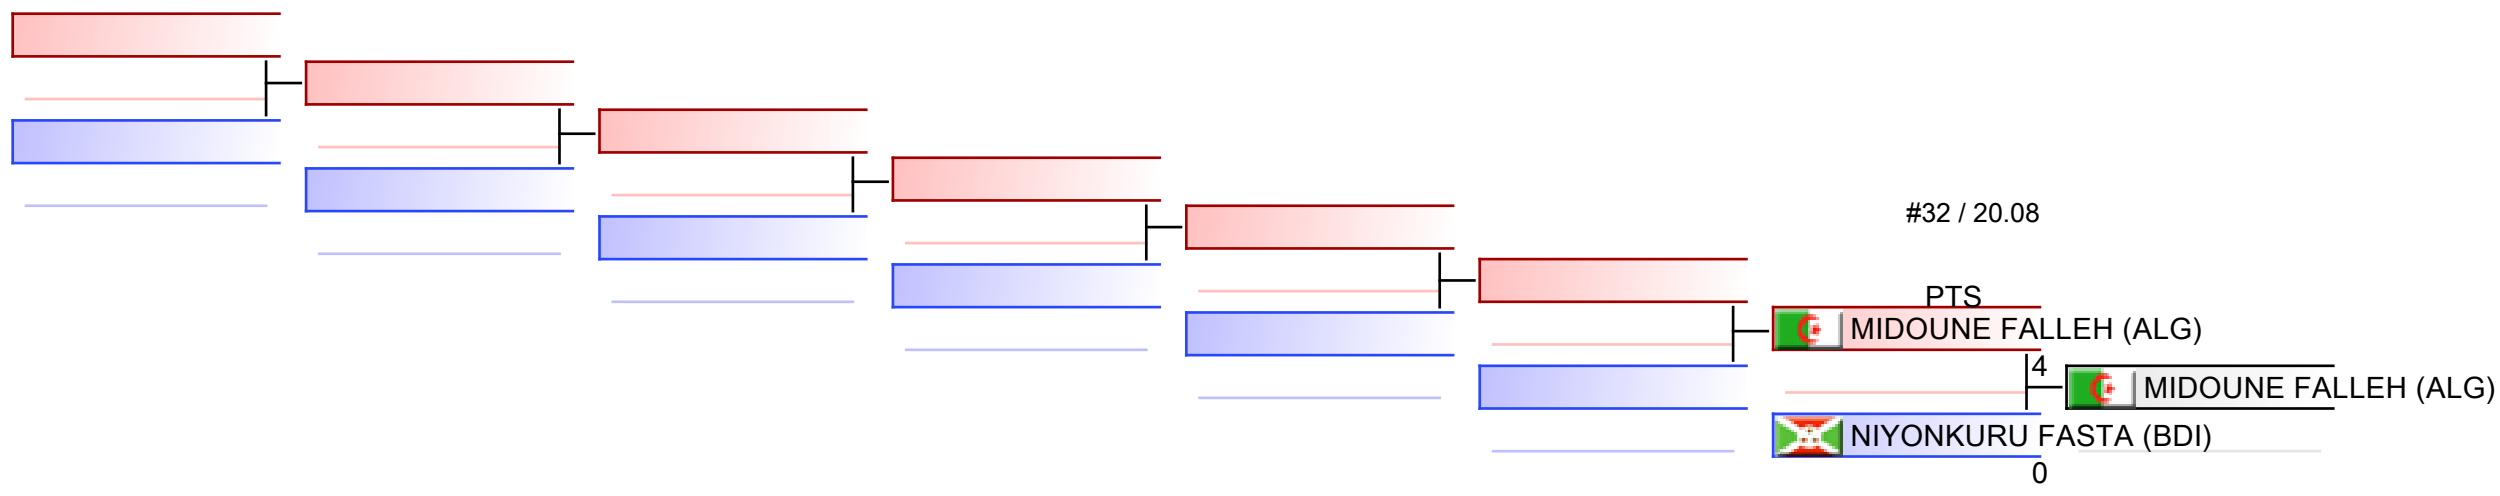 #32 / 20.08
PTS
MIDOUNE FALLEH (ALG)
4
MIDOUNE FALLEH (ALG)
NIYONKURU FASTA (BDI)
0